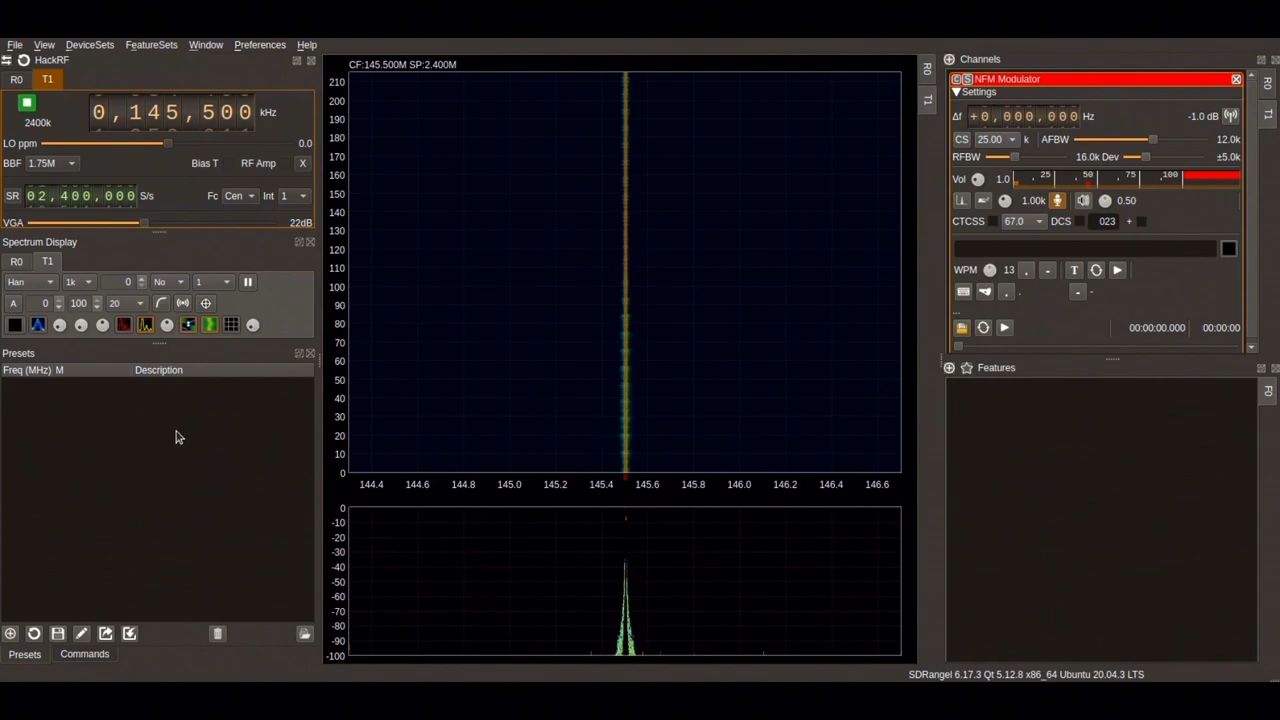 File View DeviceSets FeatureSets Window Preferences Help
HackRF
R0 T1
2400k
0,145,500 kHz
LO ppm 0.0
BBF 1.75M Bias T RF Amp X
SR 02,400,000 S/s Fc Cen Int 1
VGA 22dB
Spectrum Display
R0 T1
Han 1k 0 No 1
A 0 100 20
Presets
Freq (MHz) M Description
Presets Commands
CF:145.500M SP:2.400M
210
200
190
180
170
160
150
140
130
120
110
100
90
80
70
60
50
40
30
20
10
0
144.4 144.6 144.8 145.0 145.2 145.4 145.6 145.8 146.0 146.2 146.4 146.6
0
-10
-20
-30
-40
-50
-60
-70
-80
-90
-100
R0
T1
Channels
C S NFM Modulator
Settings
Δf +0,000,000 Hz -1.0 dB
CS 25.00 k AFBW 12.0k
RFBW 16.0k Dev ±5.0k
Vol 1.0 25 50 75 100
1.00k 0.50
CTCSS 67.0 DCS 023 +
WPM 13 . - T
. . - -
...
00:00:00.000 00:00:00
R0
T1
Features
F0
SDRangel 6.17.3 Qt 5.12.8 x86_64 Ubuntu 20.04.3 LTS